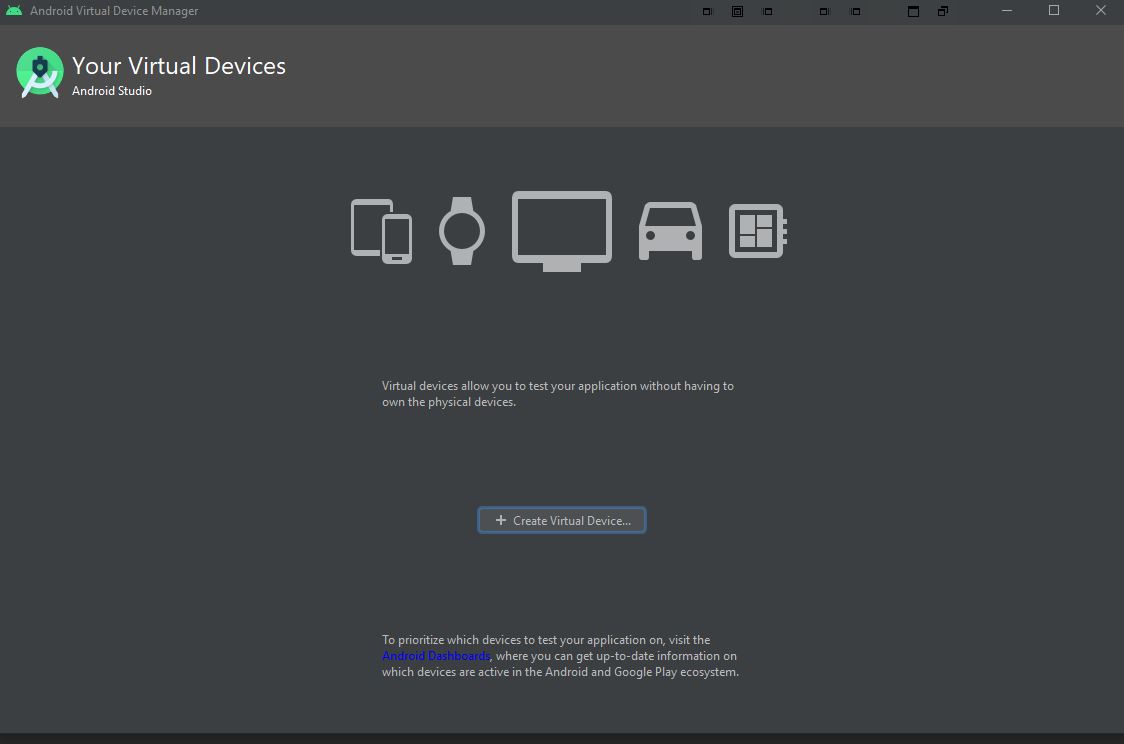 Android Virtual Device Manager
Your Virtual Devices
Android Studio
Virtual devices allow you to test your application without having to
own the physical devices.
Create Virtual Device...
To prioritize which devices to test your application on, visit the
Android Dashboards, where you can get up-to-date information on
which devices are active in the Android and Google Play ecosystem.